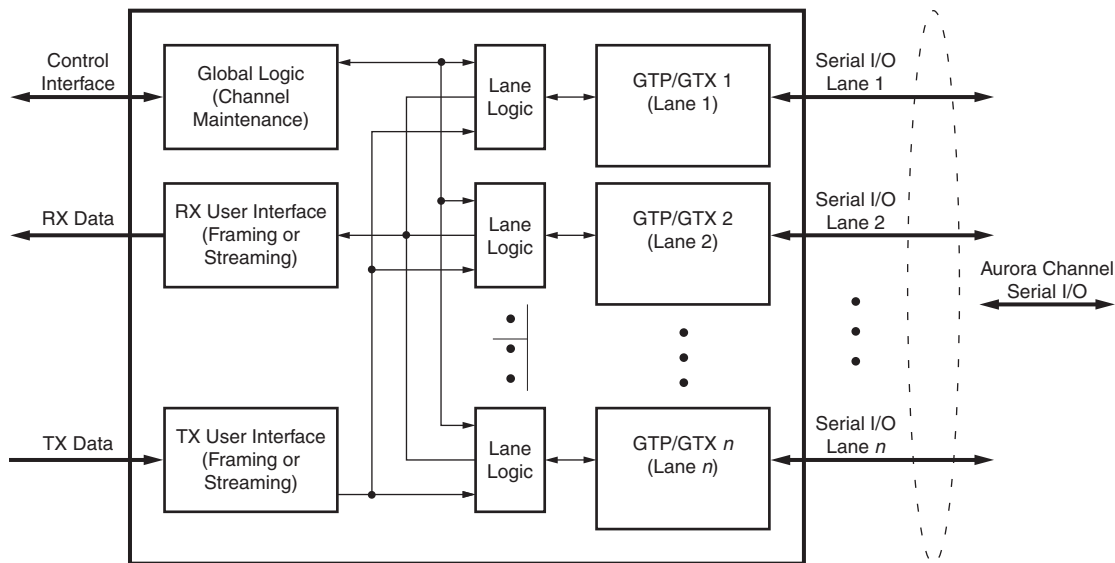 Control
Interface
Global Logic
(Channel
Maintenance)
Lane
Logic
GTP/GTX 1
(Lane 1)
Serial I/O
Lane 1
RX Data
RX User Interface
(Framing or
Streaming)
Lane
Logic
GTP/GTX 2
(Lane 2)
Serial I/O
Lane 2
Aurora Channel
Serial I/O
TX Data
TX User Interface
(Framing or
Streaming)
Lane
Logic
GTP/GTX n
(Lane n)
Serial I/O
Lane n